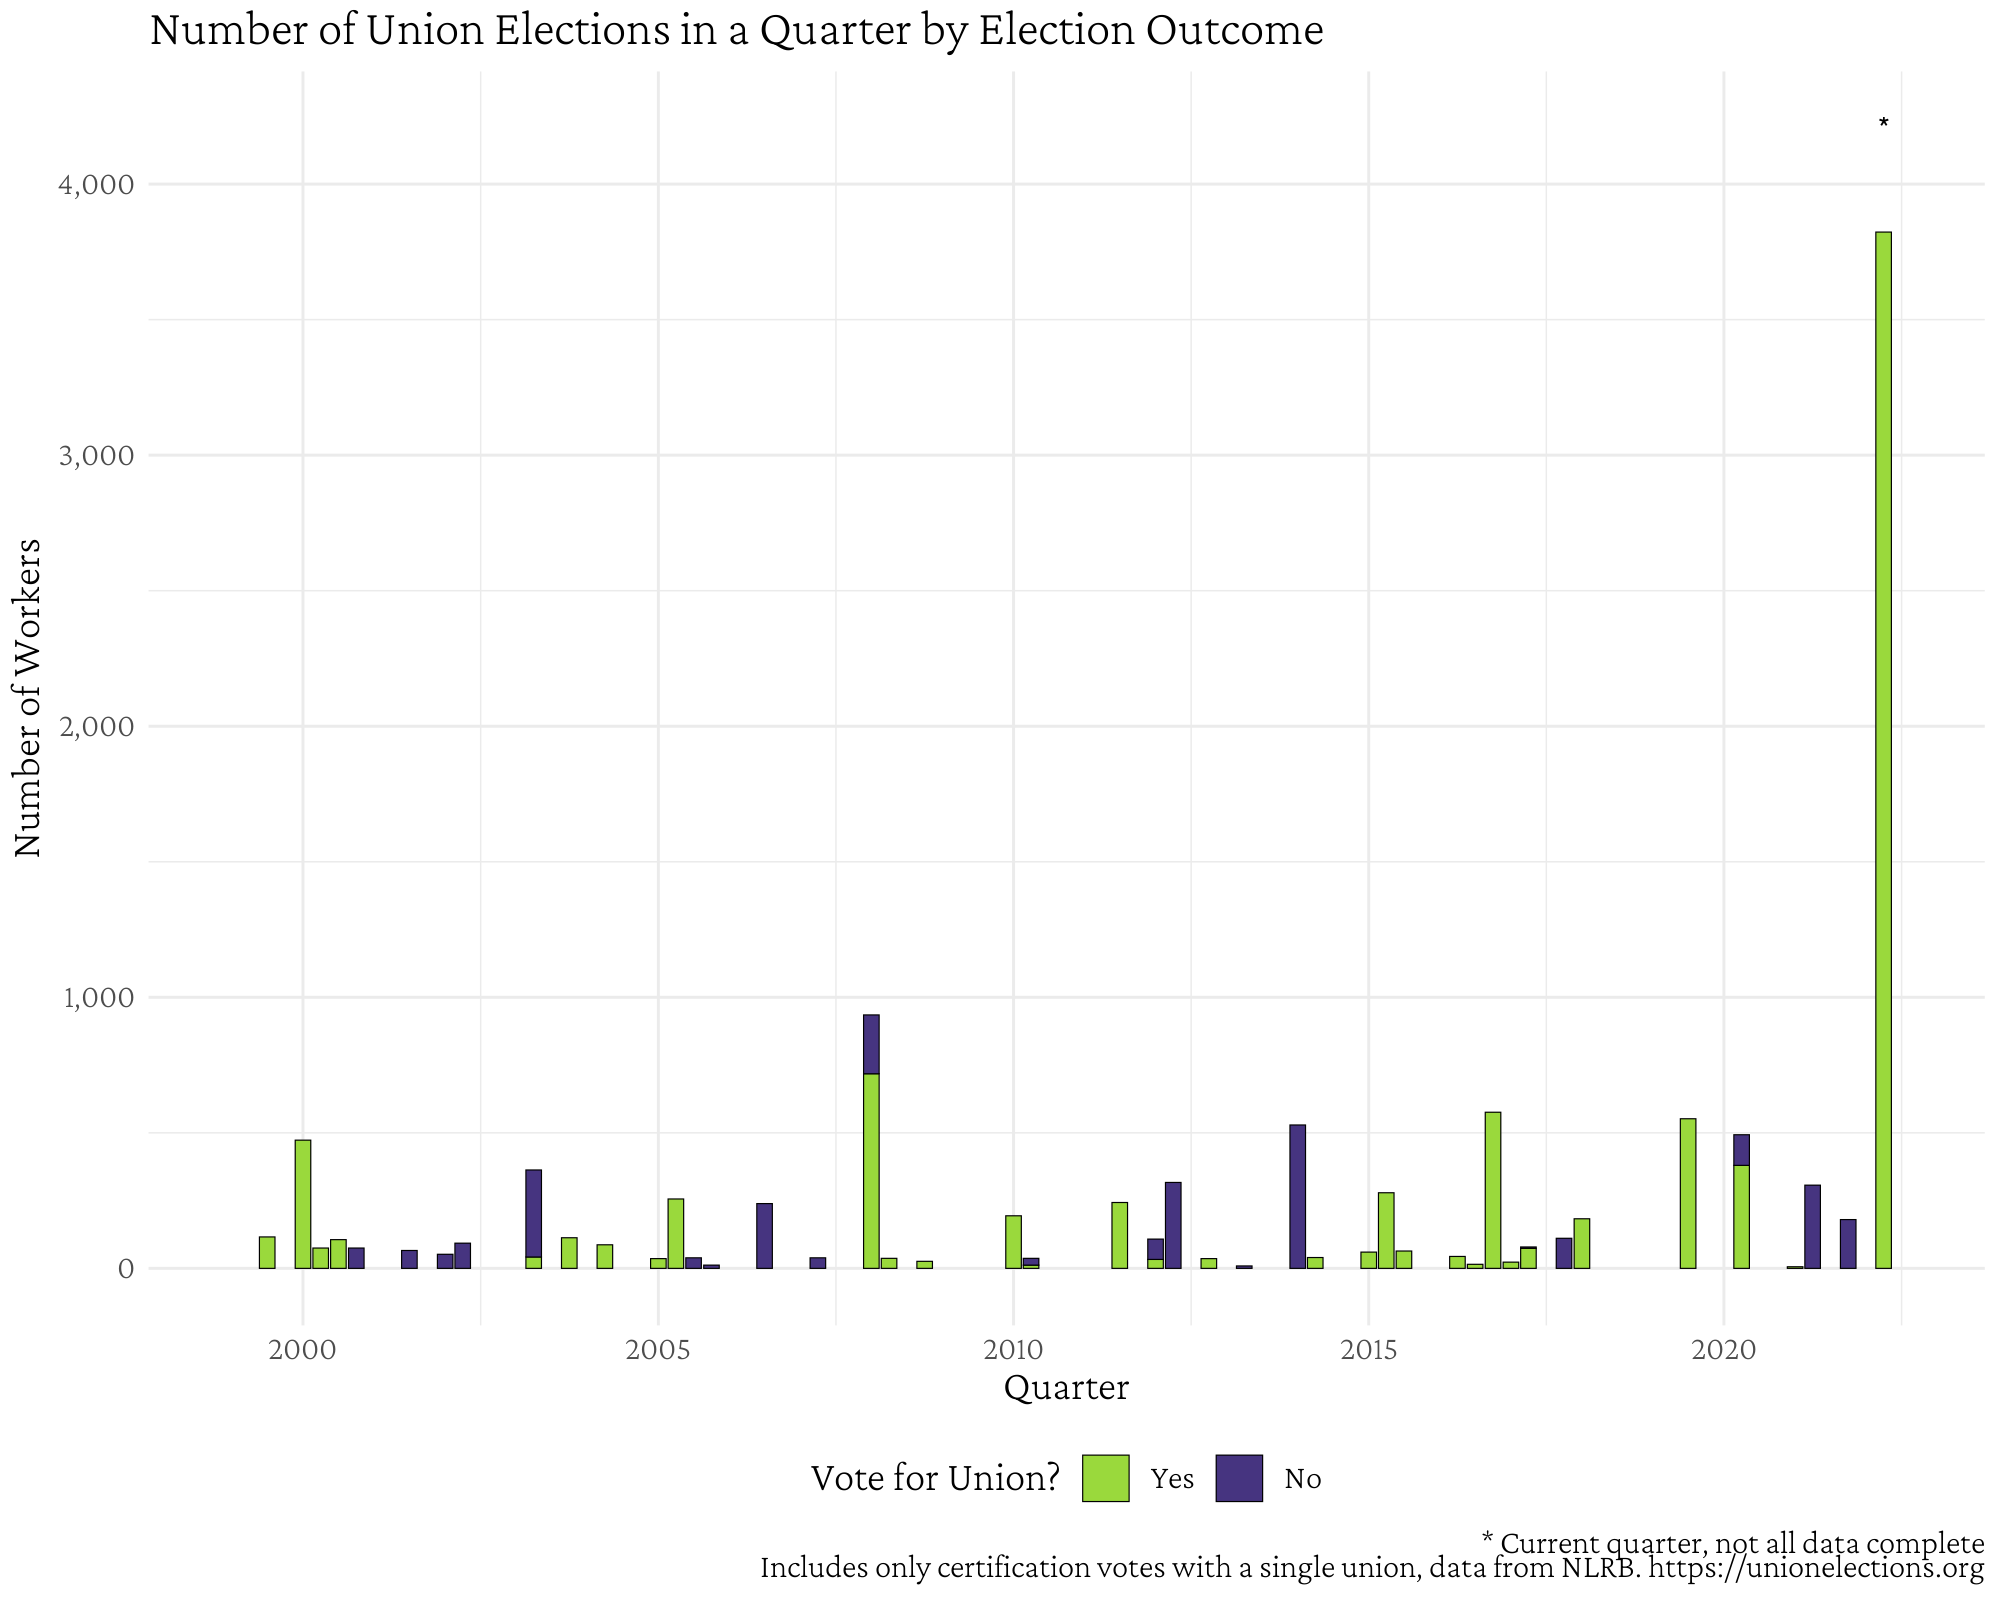 Number of Union Elections in a Quarter by Election Outcome
*
4,000
3,000
2,000
1,000
0
Number of Workers
2000
2005
2010
2015
2020
Quarter
Vote for Union?
Yes
No
* Current quarter, not all data complete
Includes only certification votes with a single union, data from NLRB. https://unionelections.org